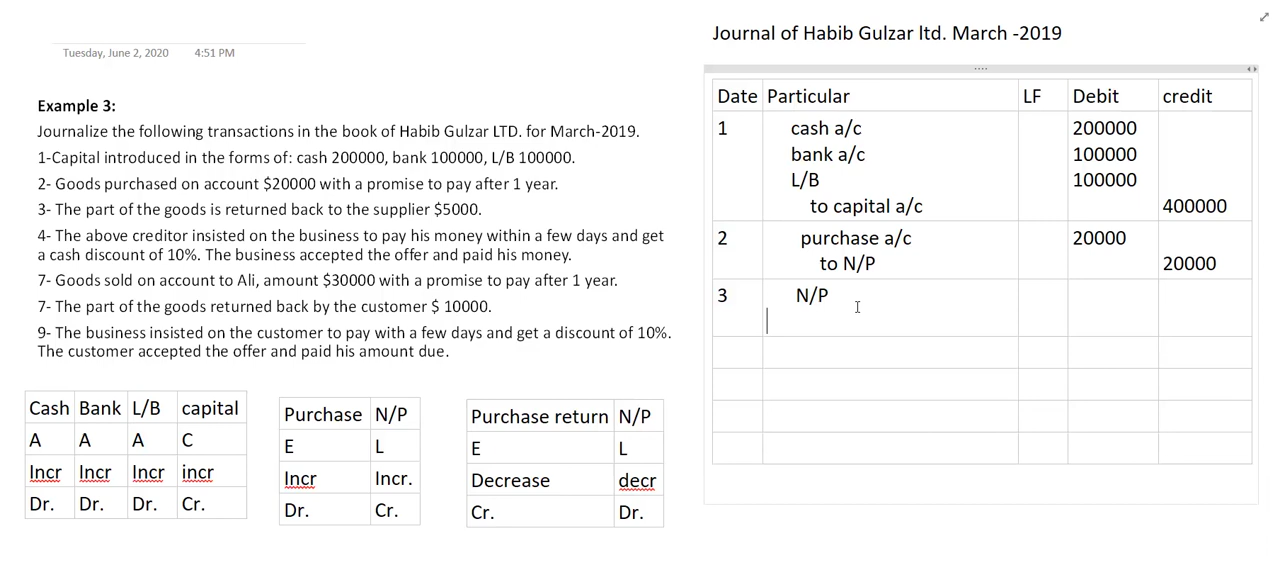 Tuesday, June 2, 2020 4:51 PM
Example 3:
Journalize the following transactions in the book of Habib Gulzar LTD. for March-2019.
1-Capital introduced in the forms of: cash 200000, bank 100000, L/B 100000.
2- Goods purchased on account $20000 with a promise to pay after 1 year.
3- The part of the goods is returned back to the supplier $5000.
4- The above creditor insisted on the business to pay his money within a few days and get
a cash discount of 10%. The business accepted the offer and paid his money.
7- Goods sold on account to Ali, amount $30000 with a promise to pay after 1 year.
7- The part of the goods returned back by the customer $ 10000.
9- The business insisted on the customer to pay with a few days and get a discount of 10%.
The customer accepted the offer and paid his amount due.
Cash Bank L/B capital
A A A C
Incr Incr Incr incr
Dr. Dr. Dr. Cr.
Purchase N/P
E L
Incr Incr.
Dr. Cr.
Purchase return N/P
E L
Decrease decr
Cr. Dr.
Journal of Habib Gulzar ltd. March -2019
Date Particular LF Debit credit
1 cash a/c 200000
bank a/c 100000
L/B 100000
to capital a/c 400000
2 purchase a/c 20000
to N/P 20000
3 N/P